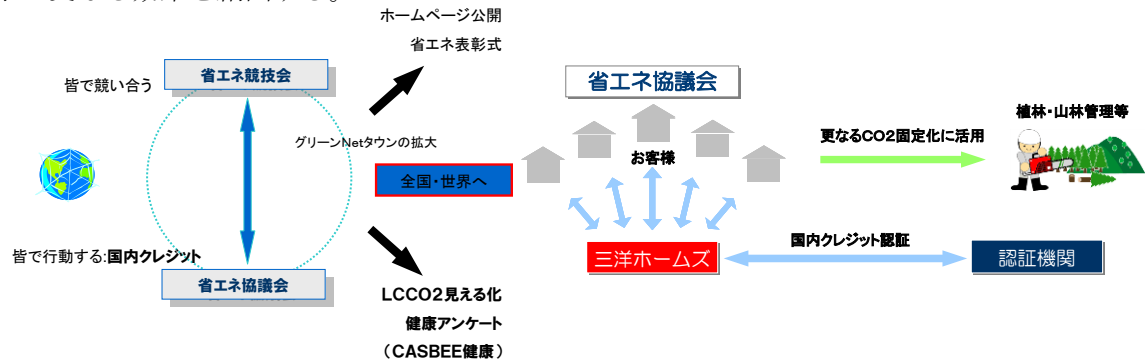 ホームページ公開
省エネ表彰式
省エネ競技会
皆で競い合う
グリーンNetタウンの拡大
全国・世界へ
皆で行動する:国内クレジット
省エネ協議会
LCCO2見える化
健康アンケート
(CASBEE健康)
省エネ協議会
お客様
三洋ホームズ
更なるCO2固定化に活用
植林・山林管理等
国内クレジット認証
認証機関